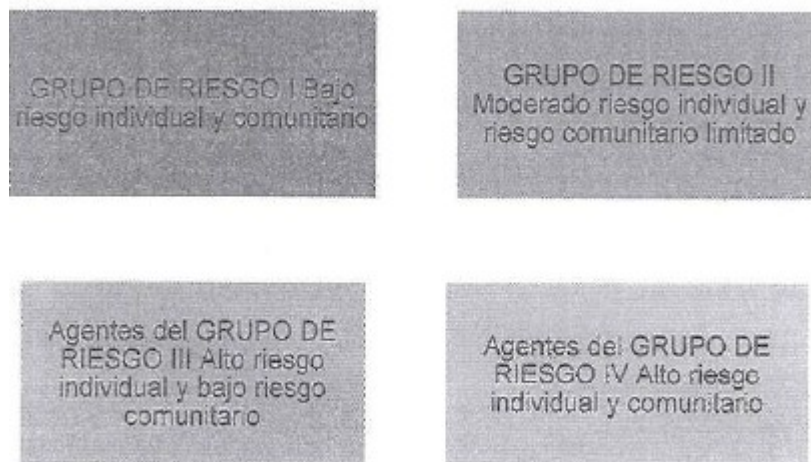 GRUPO DE RIESGO I Bajo
riesgo individual y comunitario
GRUPO DE RIESGO II
Moderado riesgo individual y
riesgo comunitario limitado
Agentes del GRUPO DE
RIESGO III Alto riesgo
individual y bajo riesgo
comunitario
Agentes del GRUPO DE
RIESGO IV Alto riesgo
individual y comunitario